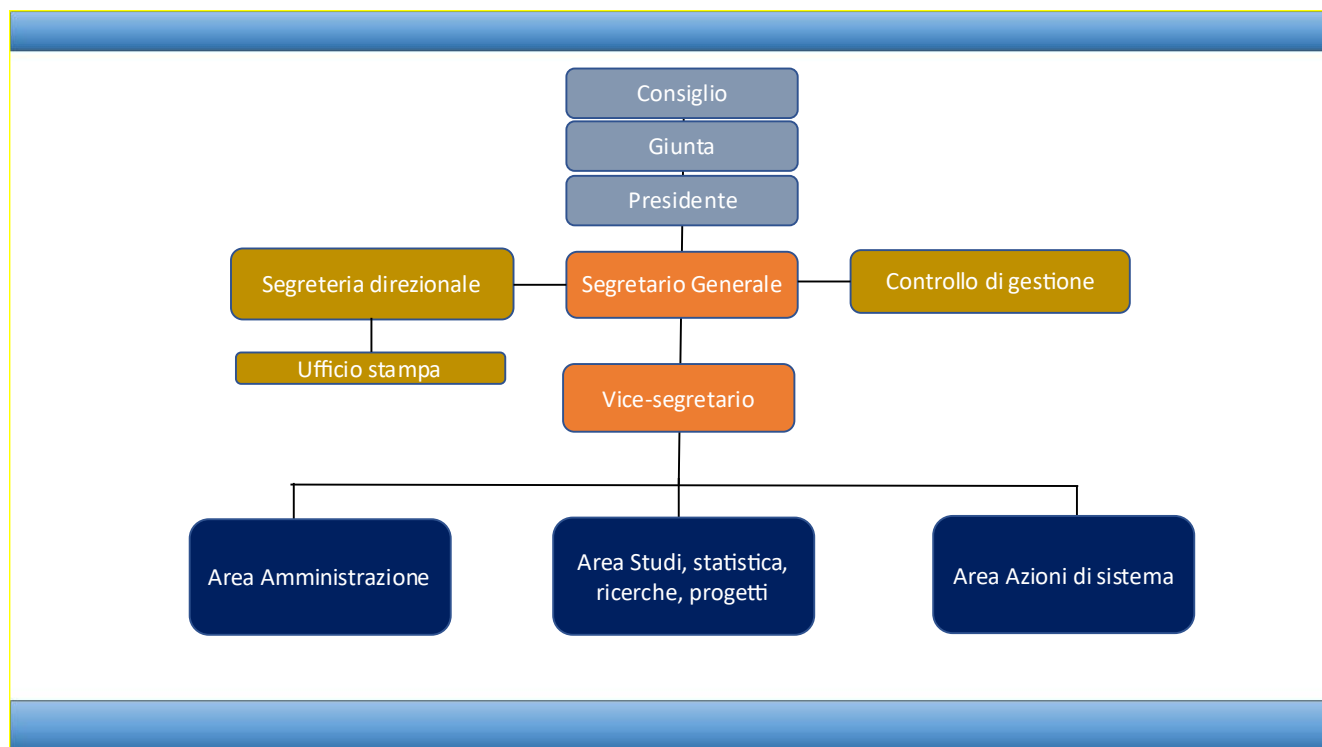 Consiglio
Giunta
Presidente
Segreteria direzionale
Segretario Generale
Controllo di gestione
Ufficio stampa
Vice-segretario
Area Amministrazione
Area Studi, statistica,
ricerche, progetti
Area Azioni di sistema